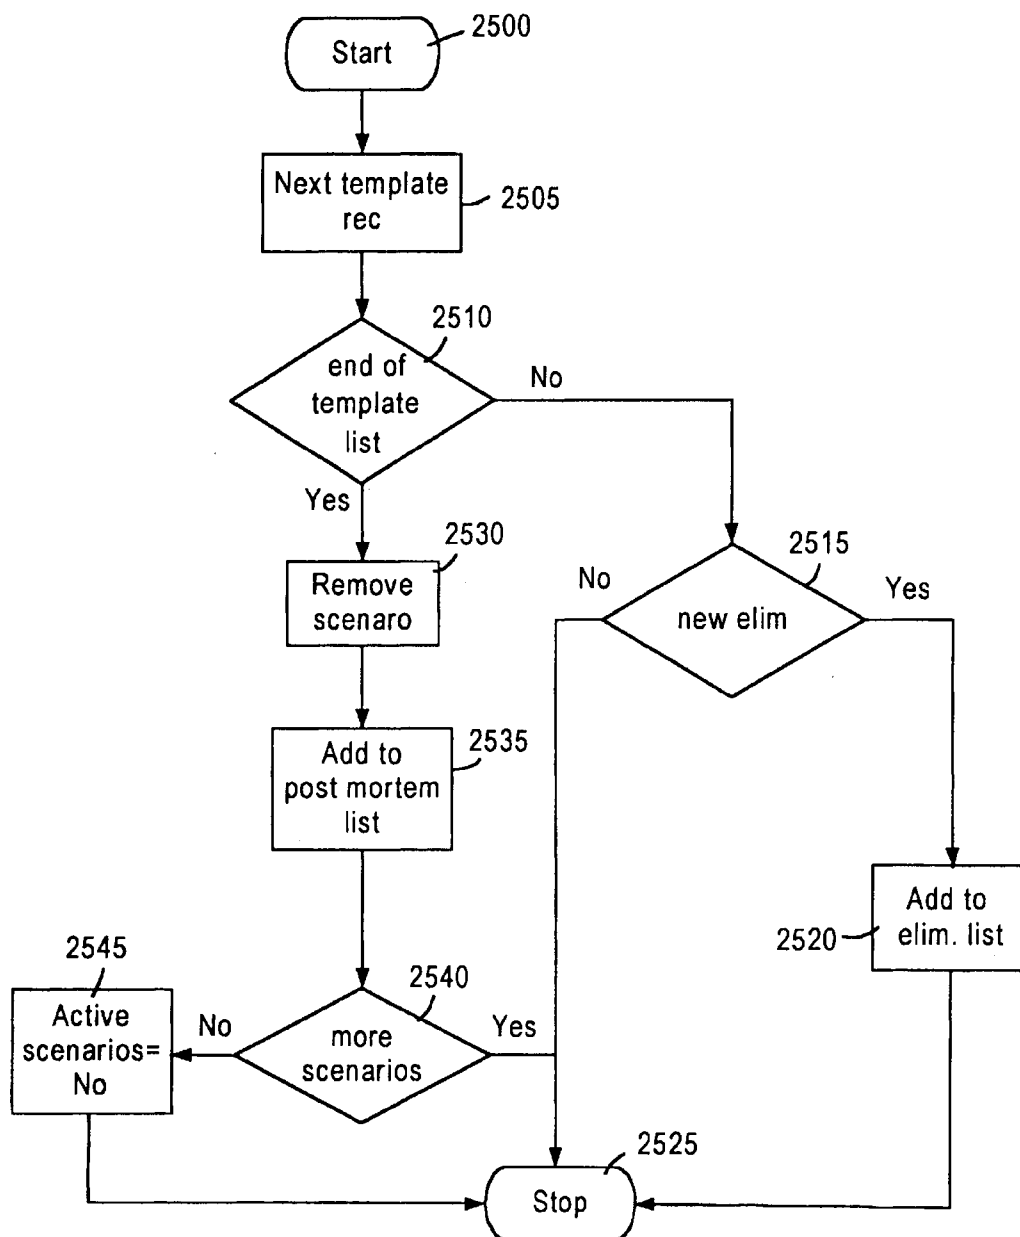 2500
Start
Next template
rec
2505
2510
end of
template
list
No
Yes
2530
Remove
scenaro
2515
No
new elim
Yes
2535
Add to
post mortem
list
Add to
elim. list
2520
2545
Active
scenarios=
No
No
2540
more
scenarios
Yes
2525
Stop